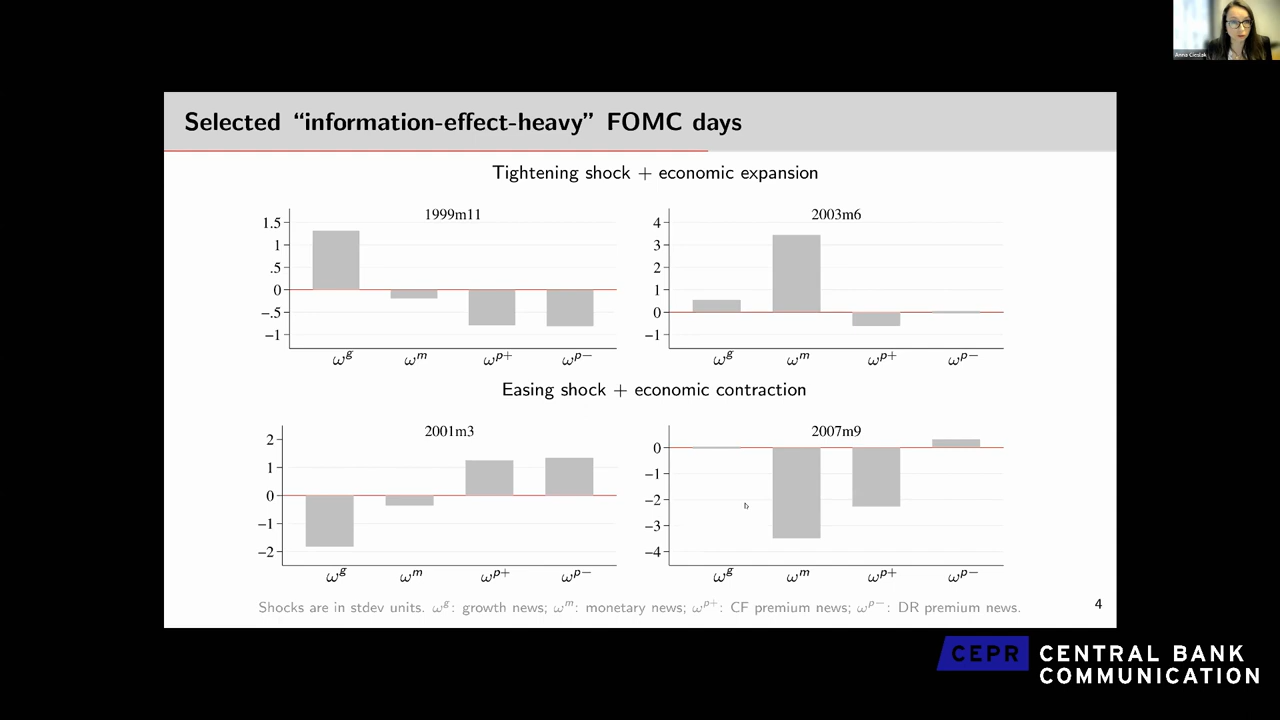 Anna Cieslak
Selected “information-effect-heavy” FOMC days
Tightening shock + economic expansion
1999m11
1.5
1
.5
0
−.5
−1
ω^g ω^m ω^p+ ω^p−
2003m6
4
3
2
1
0
−1
ω^g ω^m ω^p+ ω^p−
Easing shock + economic contraction
2001m3
2
1
0
−1
−2
ω^g ω^m ω^p+ ω^p−
2007m9
0
−1
−2
−3
−4
ω^g ω^m ω^p+ ω^p−
Shocks are in stdev units. ω^g: growth news; ω^m: monetary news; ω^p+: CF premium news; ω^p−: DR premium news.
4
CEPR CENTRAL BANK
COMMUNICATION